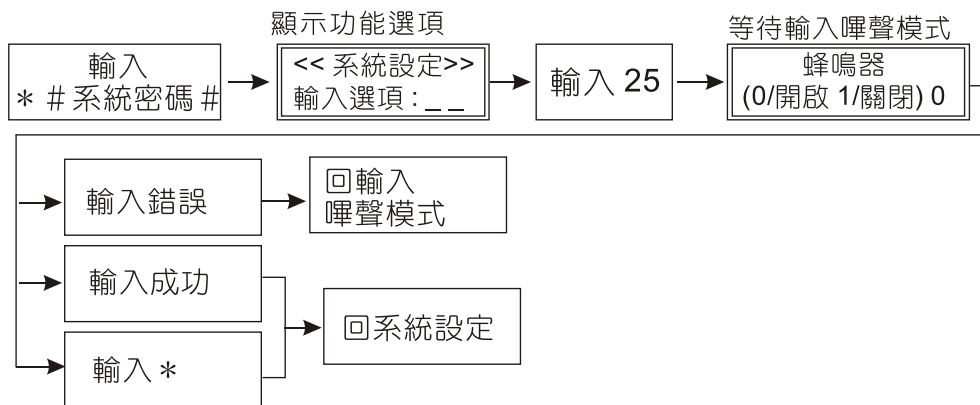 顯示功能選項
等待輸入嗶聲模式
輸入
＊＃系統密碼＃
<< 系統設定>>
輸入選項：_ _
輸入 25
蜂鳴器
(0/開啟 1/關閉) 0
輸入錯誤
回輸入
嗶聲模式
輸入成功
回系統設定
輸入＊